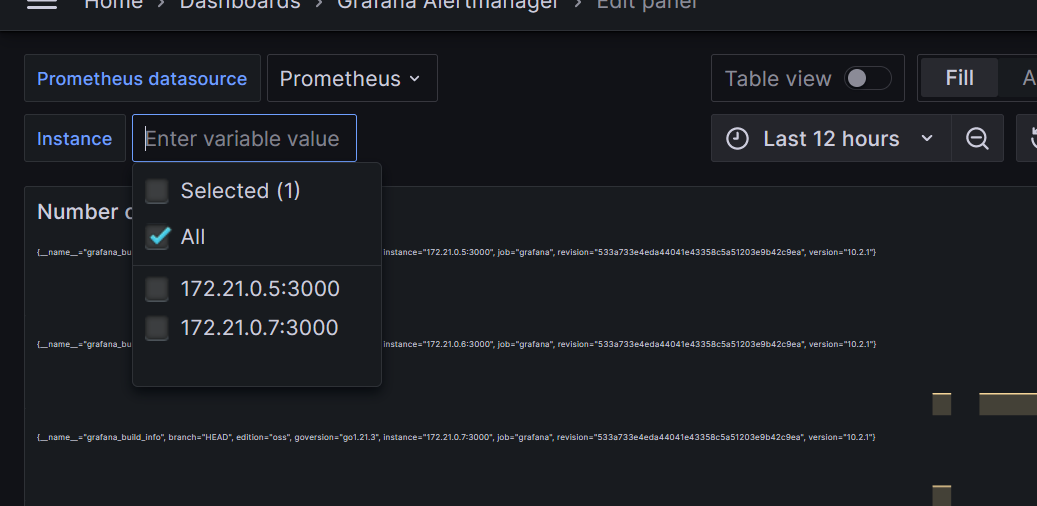 Home > Dashboards > Grafana Alertmanager > Edit panel
Prometheus datasource Prometheus Table view Fill A
Instance Enter variable value Last 12 hours
Selected (1)
Number o
All
{__name__="grafana_bu instance="172.21.0.5:3000", job="grafana", revision="533a733e4eda44041e43358c5a51203e9b42c9ea", version="10.2.1"}
172.21.0.5:3000
172.21.0.7:3000
{__name__="grafana_bu instance="172.21.0.6:3000", job="grafana", revision="533a733e4eda44041e43358c5a51203e9b42c9ea", version="10.2.1"}
{__name__="grafana_build_info", branch="HEAD", edition="oss", goversion="go1.21.3", instance="172.21.0.7:3000", job="grafana", revision="533a733e4eda44041e43358c5a51203e9b42c9ea", version="10.2.1"}